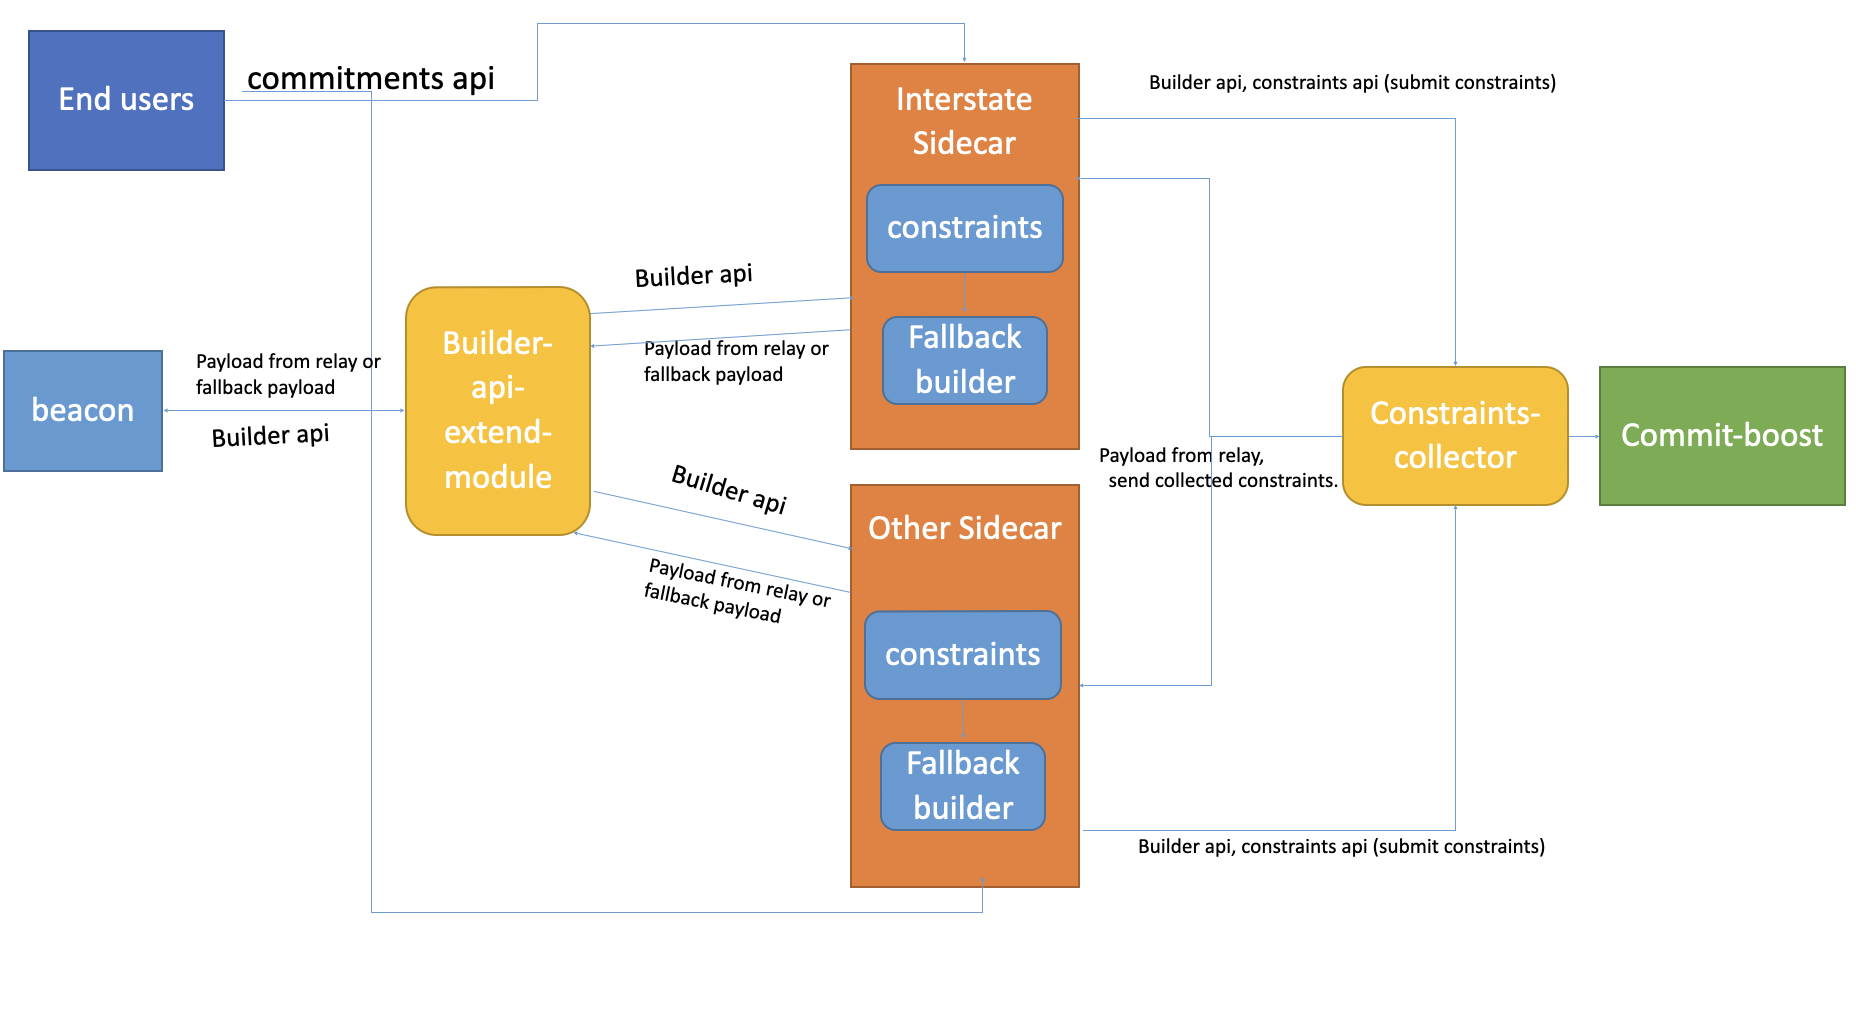 End users
commitments api
Interstate
Sidecar
Builder api, constraints api (submit constraints)
constraints
Builder api
Fallback
builder
Payload from relay or
fallback payload
Builder-
api-
extend-
module
Payload from relay or
fallback payload
beacon
Builder api
Constraints-
collector
Commit-boost
Payload from relay,
send collected constraints.
Builder api
Other Sidecar
Payload from relay or
fallback payload
constraints
Fallback
builder
Builder api, constraints api (submit constraints)